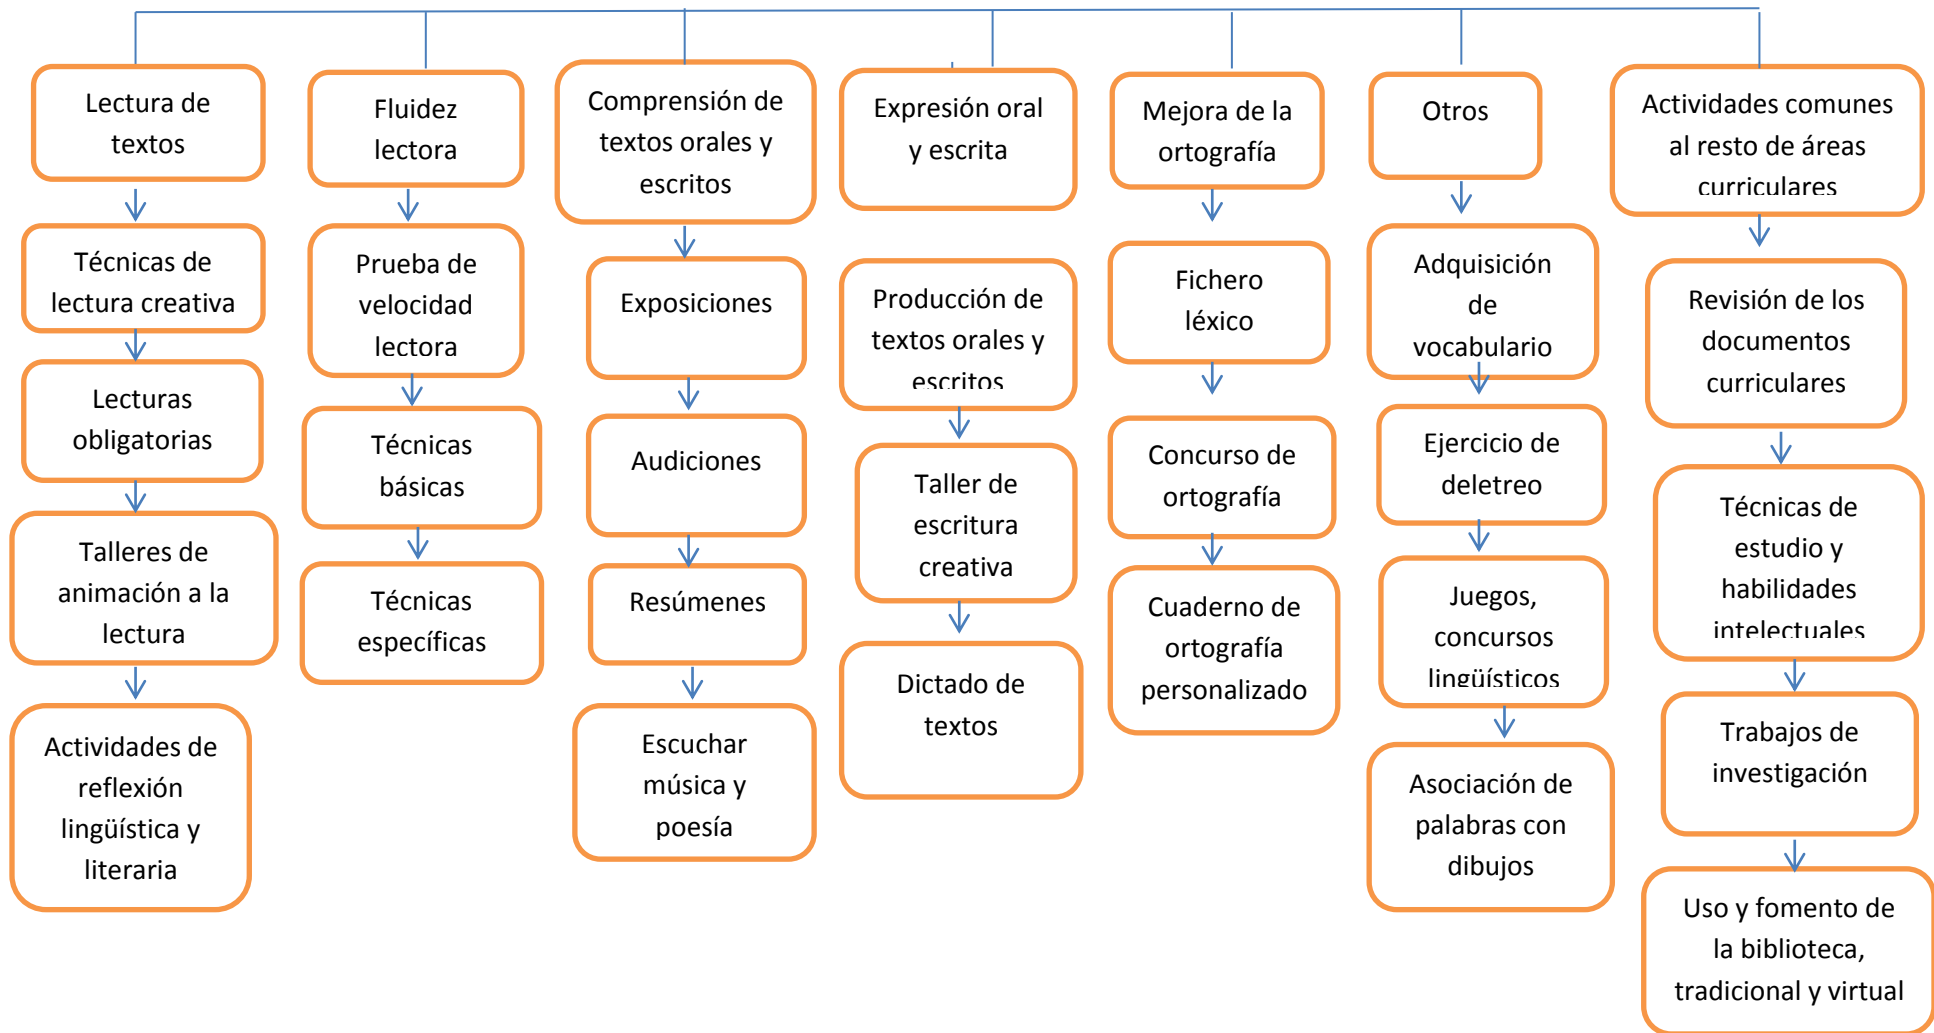 Lectura de
textos
Técnicas de
lectura creativa
Lecturas
obligatorias
Talleres de
animación a la
lectura
Actividades de
reflexión
lingüística y
literaria
Fluidez
lectora
Prueba de
velocidad
lectora
Técnicas
básicas
Técnicas
específicas
Comprensión de
textos orales y
escritos
Exposiciones
Audiciones
Resúmenes
Escuchar
música y
poesía
Expresión oral
y escrita
Producción de
textos orales y
escritos
Taller de
escritura
creativa
Dictado de
textos
Mejora de la
ortografía
Fichero
léxico
Concurso de
ortografía
Cuaderno de
ortografía
personalizado
Otros
Adquisición
de
vocabulario
Ejercicio de
deletreo
Juegos,
concursos
lingüísticos
Asociación de
palabras con
dibujos
Actividades comunes
al resto de áreas
curriculares
Revisión de los
documentos
curriculares
Técnicas de
estudio y
habilidades
intelectuales
Trabajos de
investigación
Uso y fomento de
la biblioteca,
tradicional y virtual